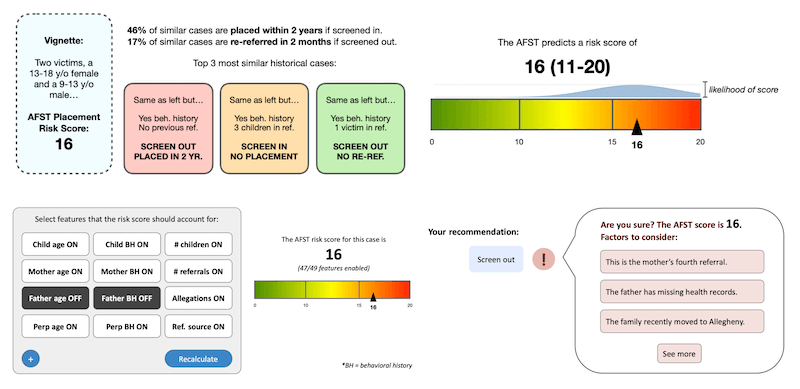 Vignette:
Two victims, a
13-18 y/o female
and a 9-13 y/o
male…
AFST Placement
Risk Score:
16
46% of similar cases are placed within 2 years if screened in.
17% of similar cases are re-referred in 2 months if screened out.
Top 3 most similar historical cases:
Same as left but…
Yes beh. history
No previous ref.
SCREEN OUT
PLACED IN 2 YR.
Same as left but…
Yes beh. history
3 children in ref.
SCREEN IN
NO PLACEMENT
Same as left but…
Yes beh. history
1 victim in ref.
SCREEN OUT
NO RE-REF.
The AFST predicts a risk score of
16 (11-20)
likelihood of score
0 10 15 16 20
Select features that the risk score should account for:
Child age ON Child BH ON # children ON
Mother age ON Mother BH ON # referrals ON
Father age OFF Father BH OFF Allegations ON
Perp age ON Perp BH ON Ref. source ON
+ Recalculate
The AFST risk score for this case is
16
(47/49 features enabled)
0 10 15 16 20
*BH = behavioral history
Your recommendation:
Screen out !
Are you sure? The AFST score is 16.
Factors to consider:
This is the mother's fourth referral.
The father has missing health records.
The family recently moved to Allegheny.
See more